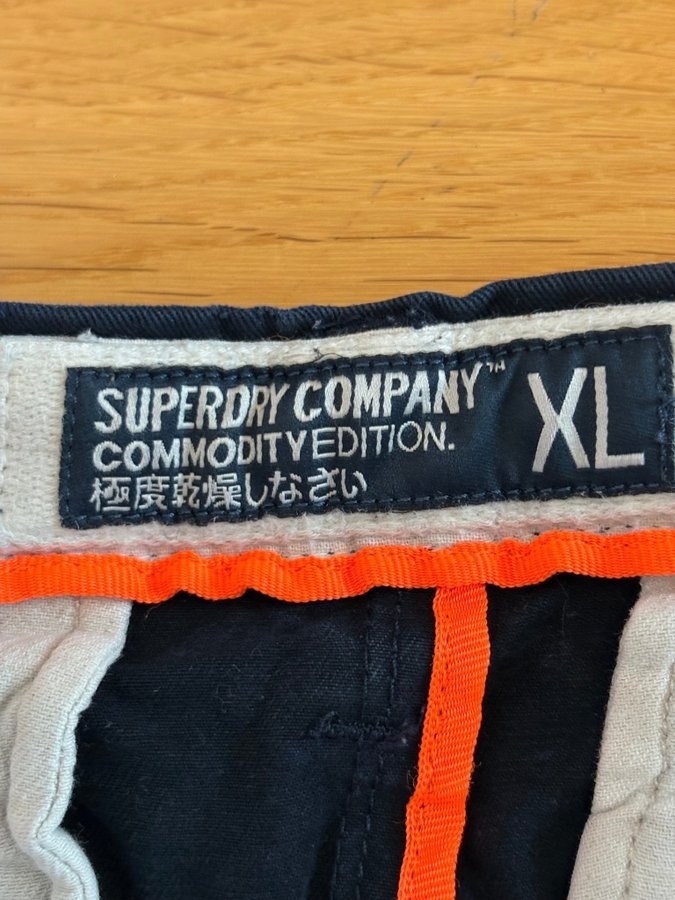 SUPERDRY COMPANY™
COMMODITY EDITION.
極度乾燥しなさい
XL